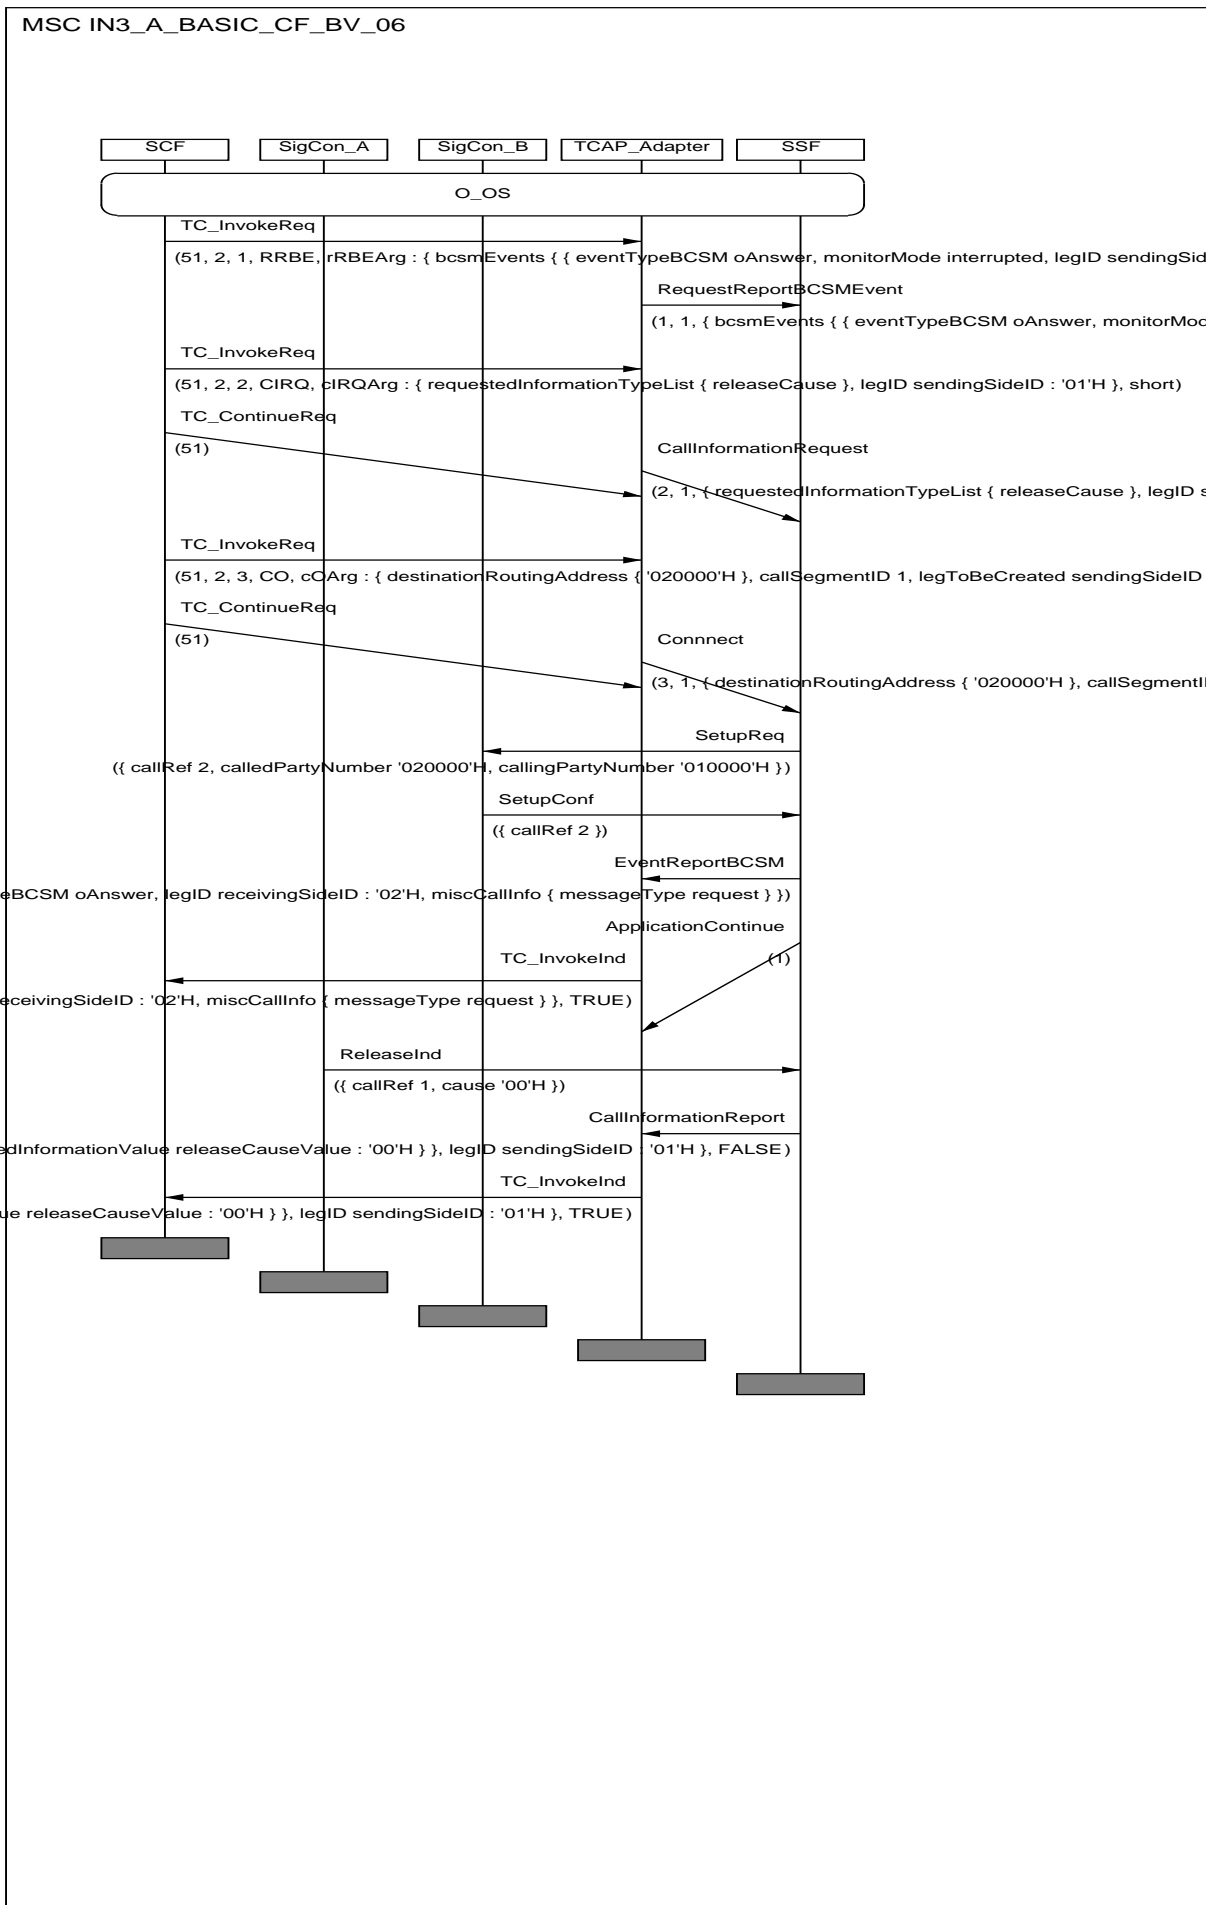 MSC IN3_A_BASIC_CF_BV_06
SCF SigCon_A SigCon_B TCAP_Adapter SSF
O_OS
TC_InvokeReq
(51, 2, 1, RRBE, rRBEArg : { bcsmEvents { { eventTypeBCSM oAnswer, monitorMode interrupted, legID sendingSid
RequestReportBCSMEvent
(1, 1, { bcsmEvents { { eventTypeBCSM oAnswer, monitorMod
TC_InvokeReq
(51, 2, 2, CIRQ, cIRQArg : { requestedInformationTypeList { releaseCause }, legID sendingSideID : '01'H }, short)
TC_ContinueReq
(51)
CallInformationRequest
(2, 1, { requestedInformationTypeList { releaseCause }, legID s
TC_InvokeReq
(51, 2, 3, CO, cOArg : { destinationRoutingAddress { '020000'H }, callSegmentID 1, legToBeCreated sendingSideID
TC_ContinueReq
(51)
Connnect
(3, 1, { destinationRoutingAddress { '020000'H }, callSegmentI
SetupReq
({ callRef 2, calledPartyNumber '020000'H, callingPartyNumber '010000'H })
SetupConf
({ callRef 2 })
EventReportBCSM
eBCSM oAnswer, legID receivingSideID : '02'H, miscCallInfo { messageType request } })
ApplicationContinue
(1)
TC_InvokeInd
eceivingSideID : '02'H, miscCallInfo { messageType request } }, TRUE)
ReleaseInd
({ callRef 1, cause '00'H })
CallInformationReport
edInformationValue releaseCauseValue : '00'H } }, legID sendingSideID : '01'H }, FALSE)
TC_InvokeInd
ue releaseCauseValue : '00'H } }, legID sendingSideID : '01'H }, TRUE)